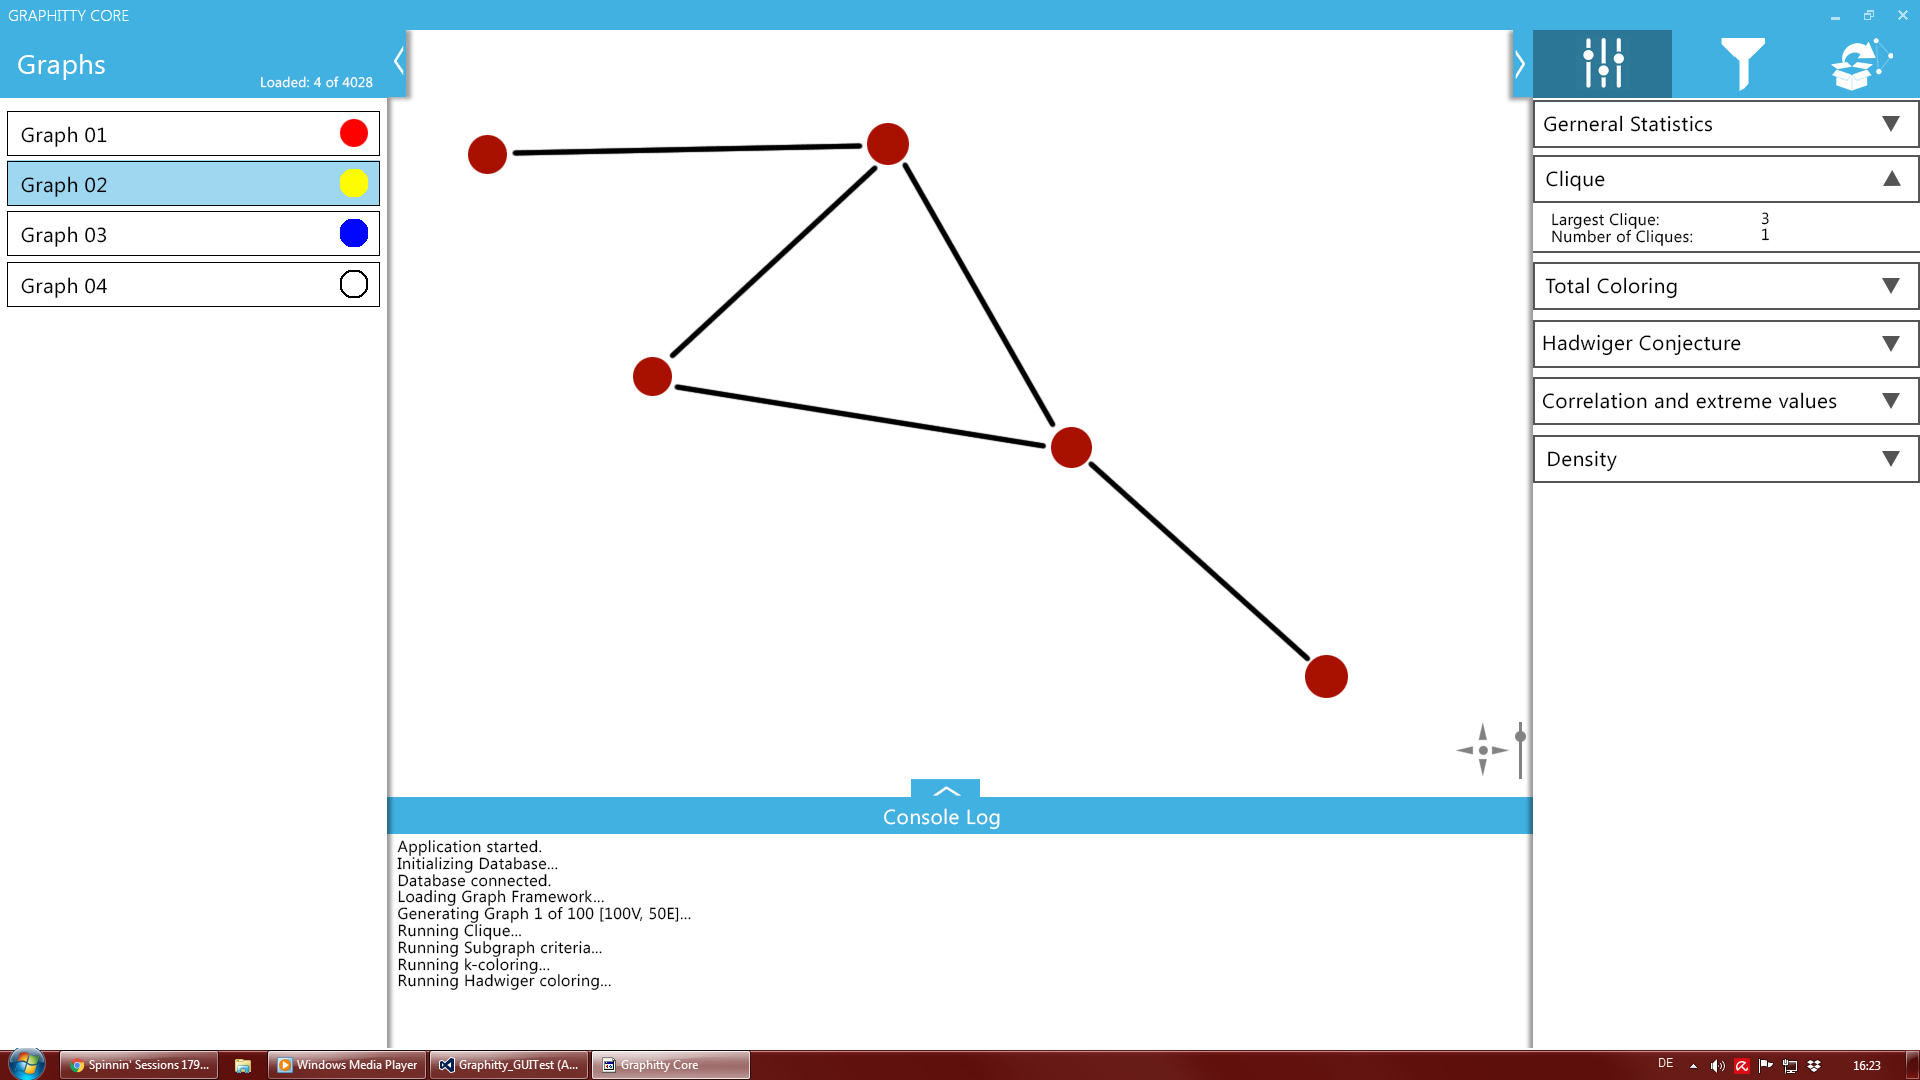 GRAPHITTY CORE
Graphs
Loaded: 4 of 4028
Graph 01
Graph 02
Graph 03
Graph 04
Gerneral Statistics
Clique
Largest Clique: 3
Number of Cliques: 1
Total Coloring
Hadwiger Conjecture
Correlation and extreme values
Density
Console Log
Application started.
Initializing Database...
Database connected.
Loading Graph Framework...
Generating Graph 1 of 100 [100V, 50E]...
Running Clique...
Running Subgraph criteria...
Running k-coloring...
Running Hadwiger coloring...
Spinnin' Sessions 179... Windows Media Player Graphitty_GUITest (A... Graphitty Core DE 16:23